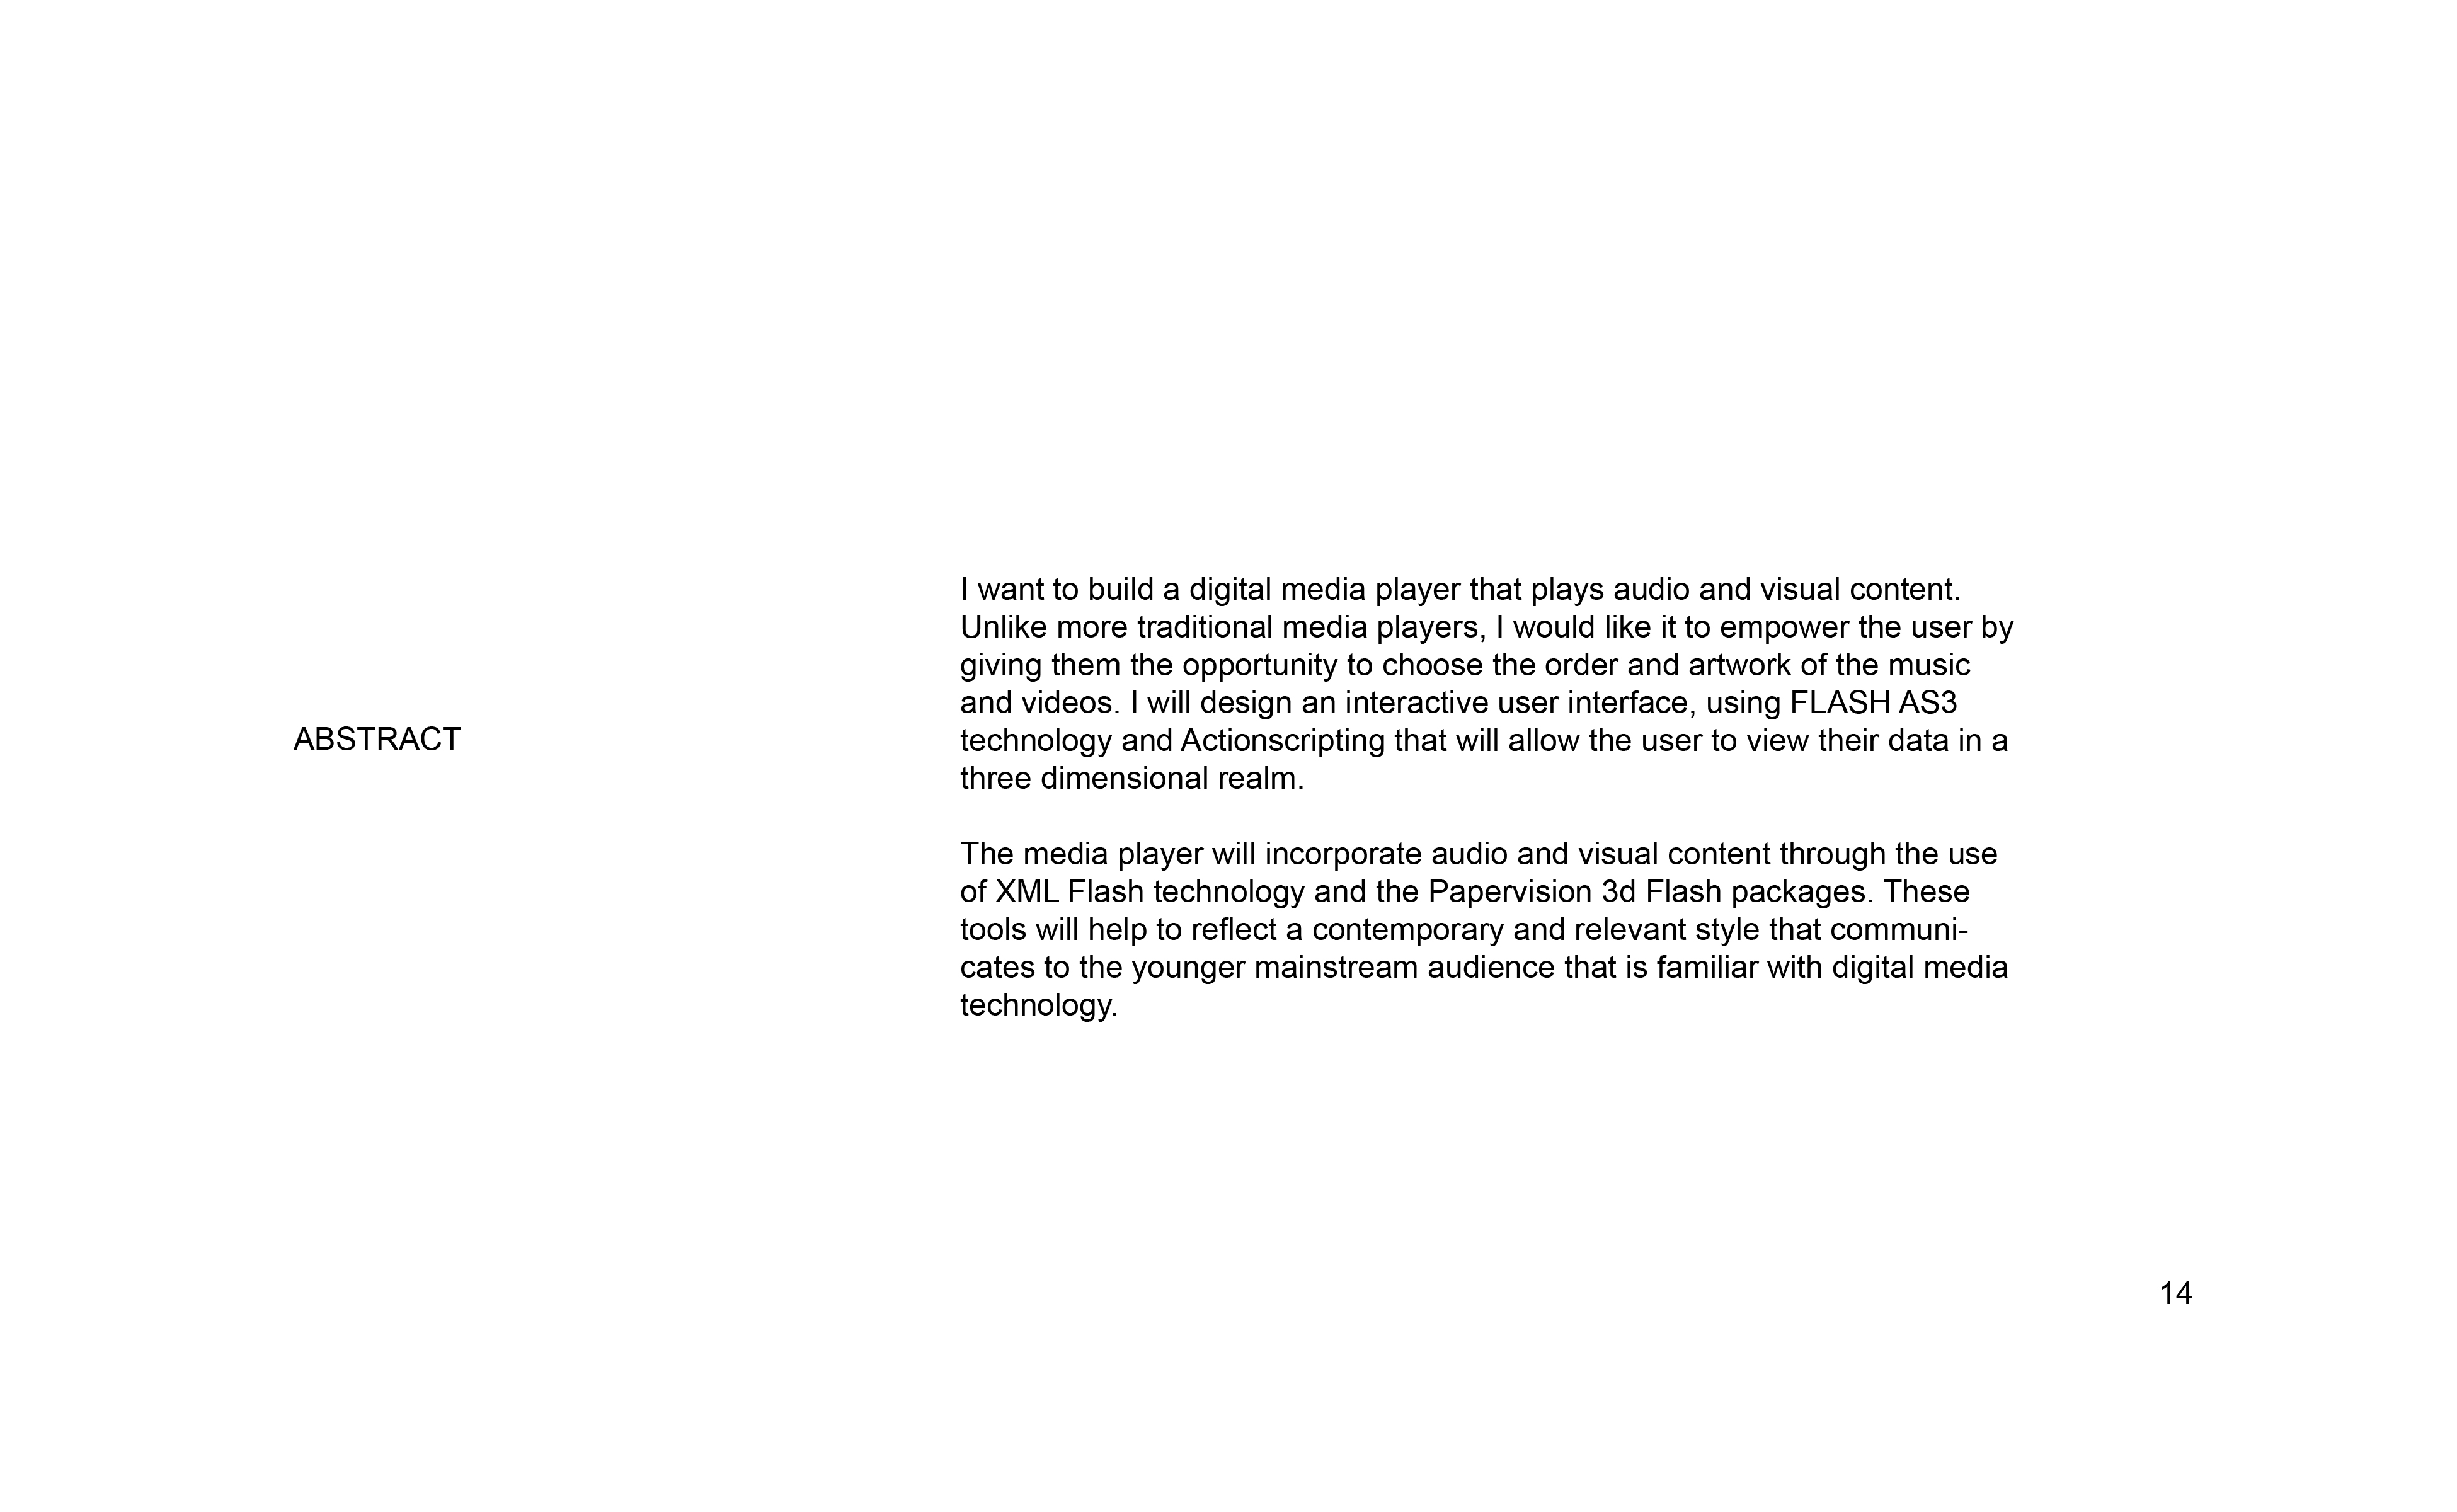 ABSTRACT
I want to build a digital media player that plays audio and visual content.
Unlike more traditional media players, I would like it to empower the user by
giving them the opportunity to choose the order and artwork of the music
and videos. I will design an interactive user interface, using FLASH AS3
technology and Actionscripting that will allow the user to view their data in a
three dimensional realm.
The media player will incorporate audio and visual content through the use
of XML Flash technology and the Papervision 3d Flash packages. These
tools will help to reflect a contemporary and relevant style that communi-
cates to the younger mainstream audience that is familiar with digital media
technology.
14